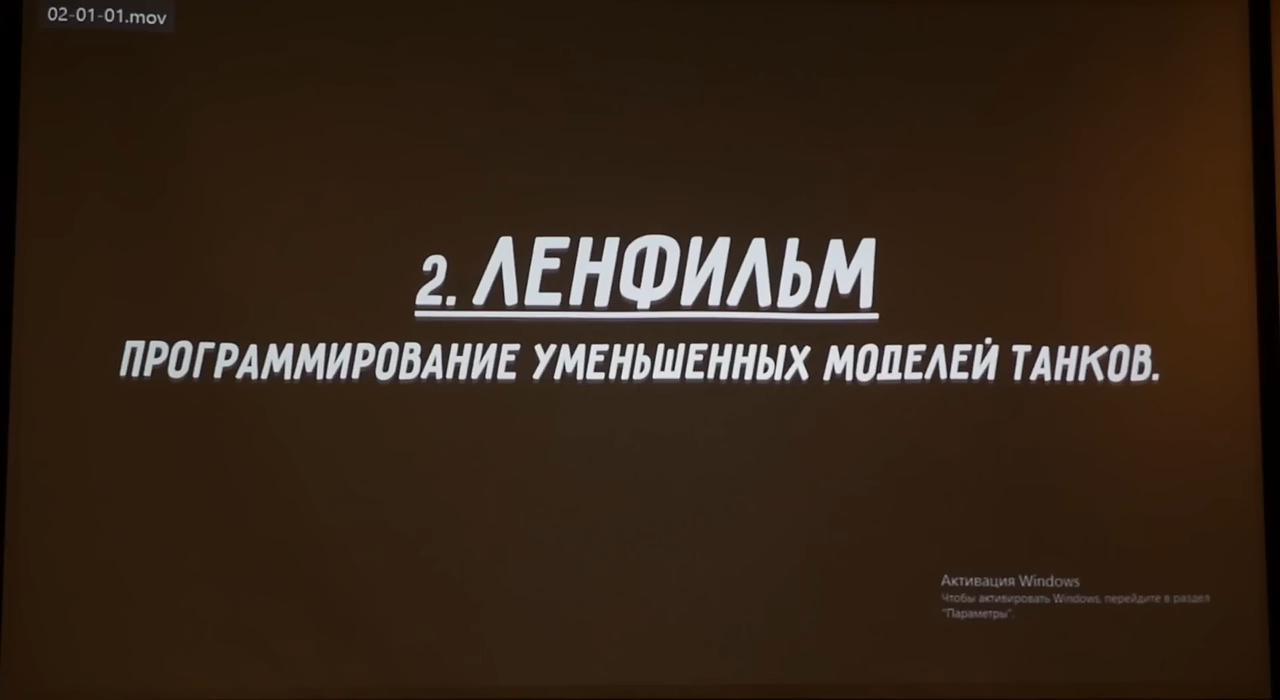 02-01-01.mov
2. ЛЕНФИЛЬМ
ПРОГРАММИРОВАНИЕ УМЕНЬШЕННЫХ МОДЕЛЕЙ ТАНКОВ.
Активация Windows
Чтобы активировать Windows, перейдите в раздел
"Параметры".